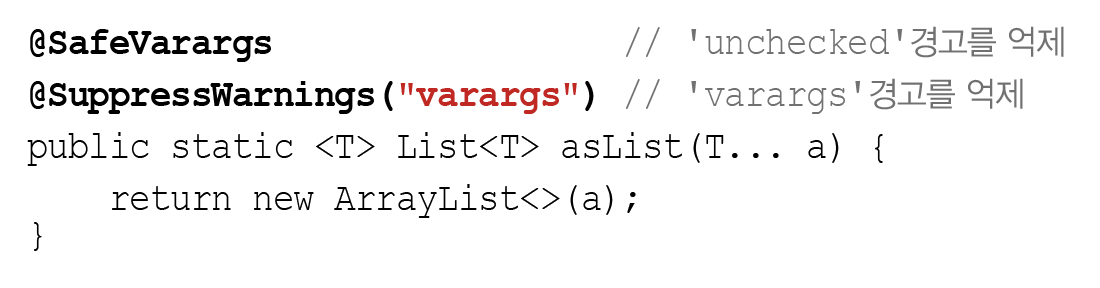 @SafeVarargs                 // 'unchecked'경고를 억제
@SuppressWarnings("varargs") // 'varargs'경고를 억제
public static <T> List<T> asList(T... a) {
    return new ArrayList<>(a);
}